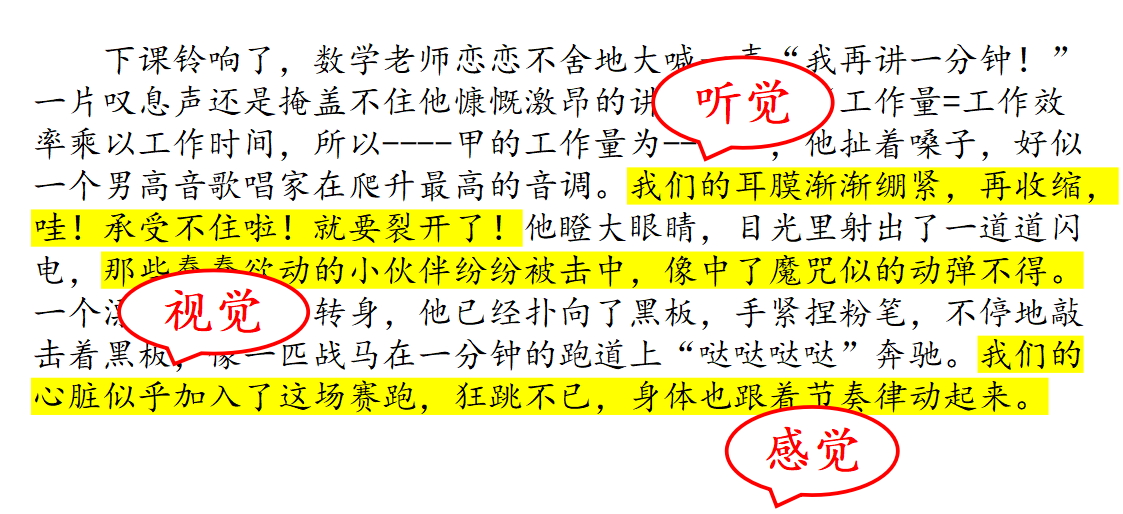 下课铃响了，数学老师恋恋不舍地大喊一声“我再讲一分钟！”
一片叹息声还是掩盖不住他慷慨激昂的讲 工作量=工作效
率乘以工作时间，所以----甲的工作量为-- ，他扯着嗓子，好似
一个男高音歌唱家在爬升最高的音调。我们的耳膜渐渐绷紧，再收缩，
哇！承受不住啦！就要裂开了！他瞪大眼睛，目光里射出了一道道闪
电，那些蠢蠢欲动的小伙伴纷纷被击中，像中了魔咒似的动弹不得。
一个 转身，他已经扑向了黑板，手紧捏粉笔，不停地敲
击着黑板，像一匹战马在一分钟的跑道上“哒哒哒哒”奔驰。我们的
心脏似乎加入了这场赛跑，狂跳不已，身体也跟着节奏律动起来。
听觉
视觉
感觉